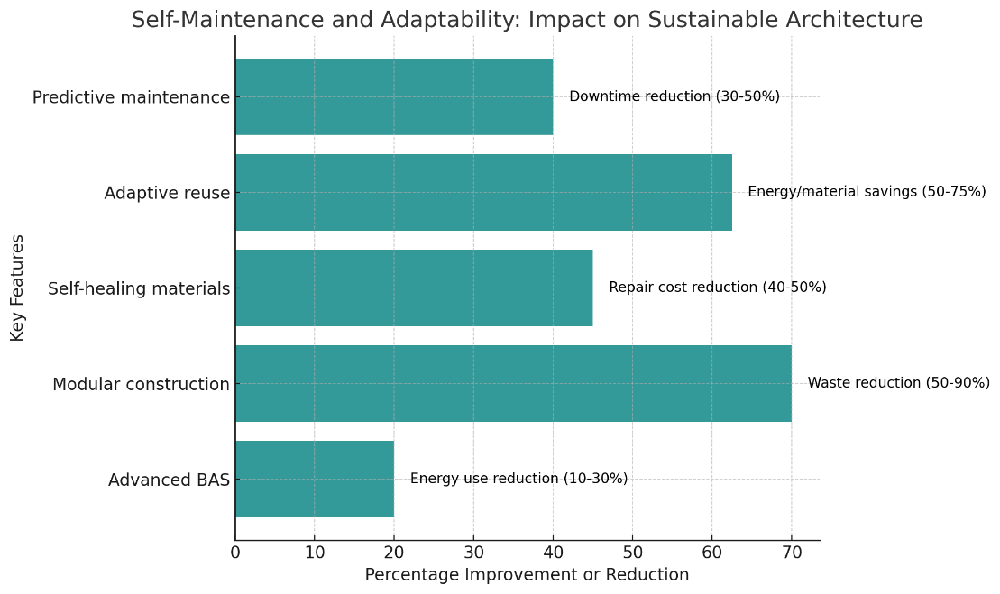 Self-Maintenance and Adaptability: Impact on Sustainable Architecture
Key Features
Predictive maintenance
Downtime reduction (30-50%)
Adaptive reuse
Energy/material savings (50-75%)
Self-healing materials
Repair cost reduction (40-50%)
Modular construction
Waste reduction (50-90%)
Advanced BAS
Energy use reduction (10-30%)
0 10 20 30 40 50 60 70
Percentage Improvement or Reduction